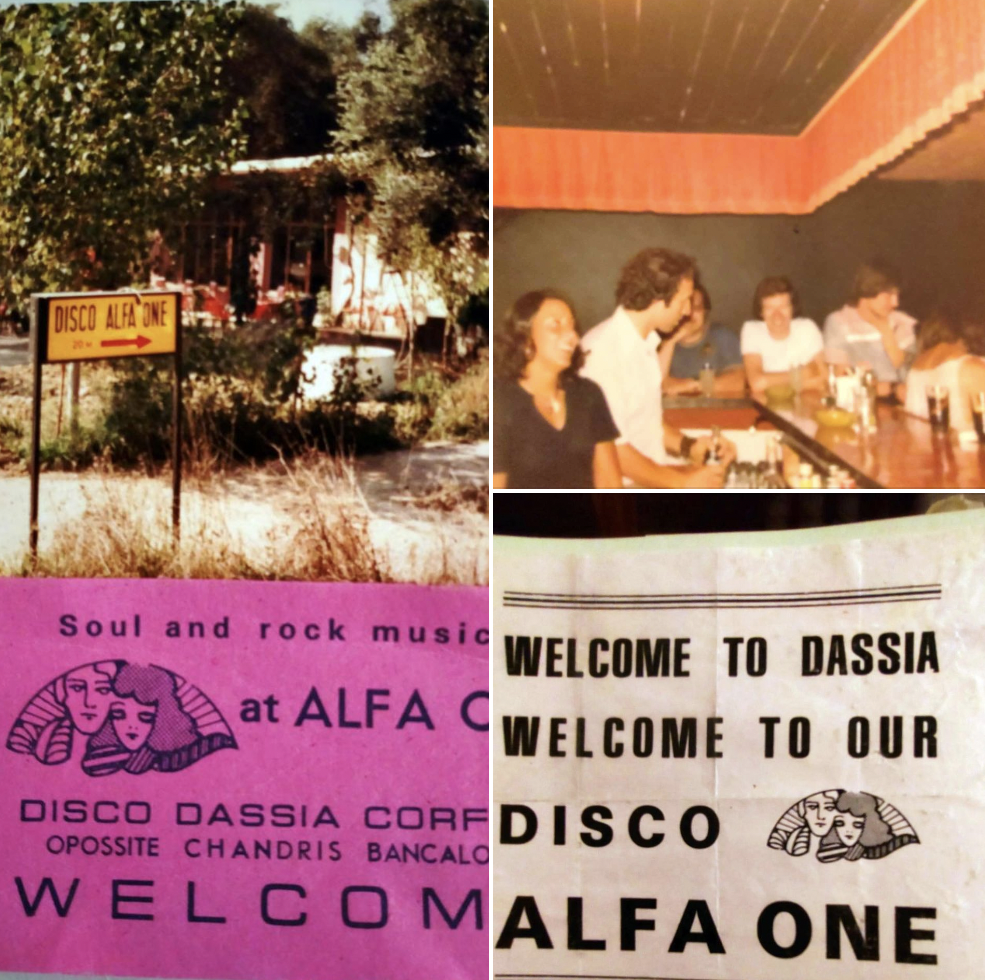 DISCO ALFA ONE
20 M
Soul and rock music
at ALFA O
DISCO DASSIA CORF
OPOSSITE CHANDRIS BANCALO
WELCOM
WELCOME TO DASSIA
WELCOME TO OUR
DISCO
ALFA ONE